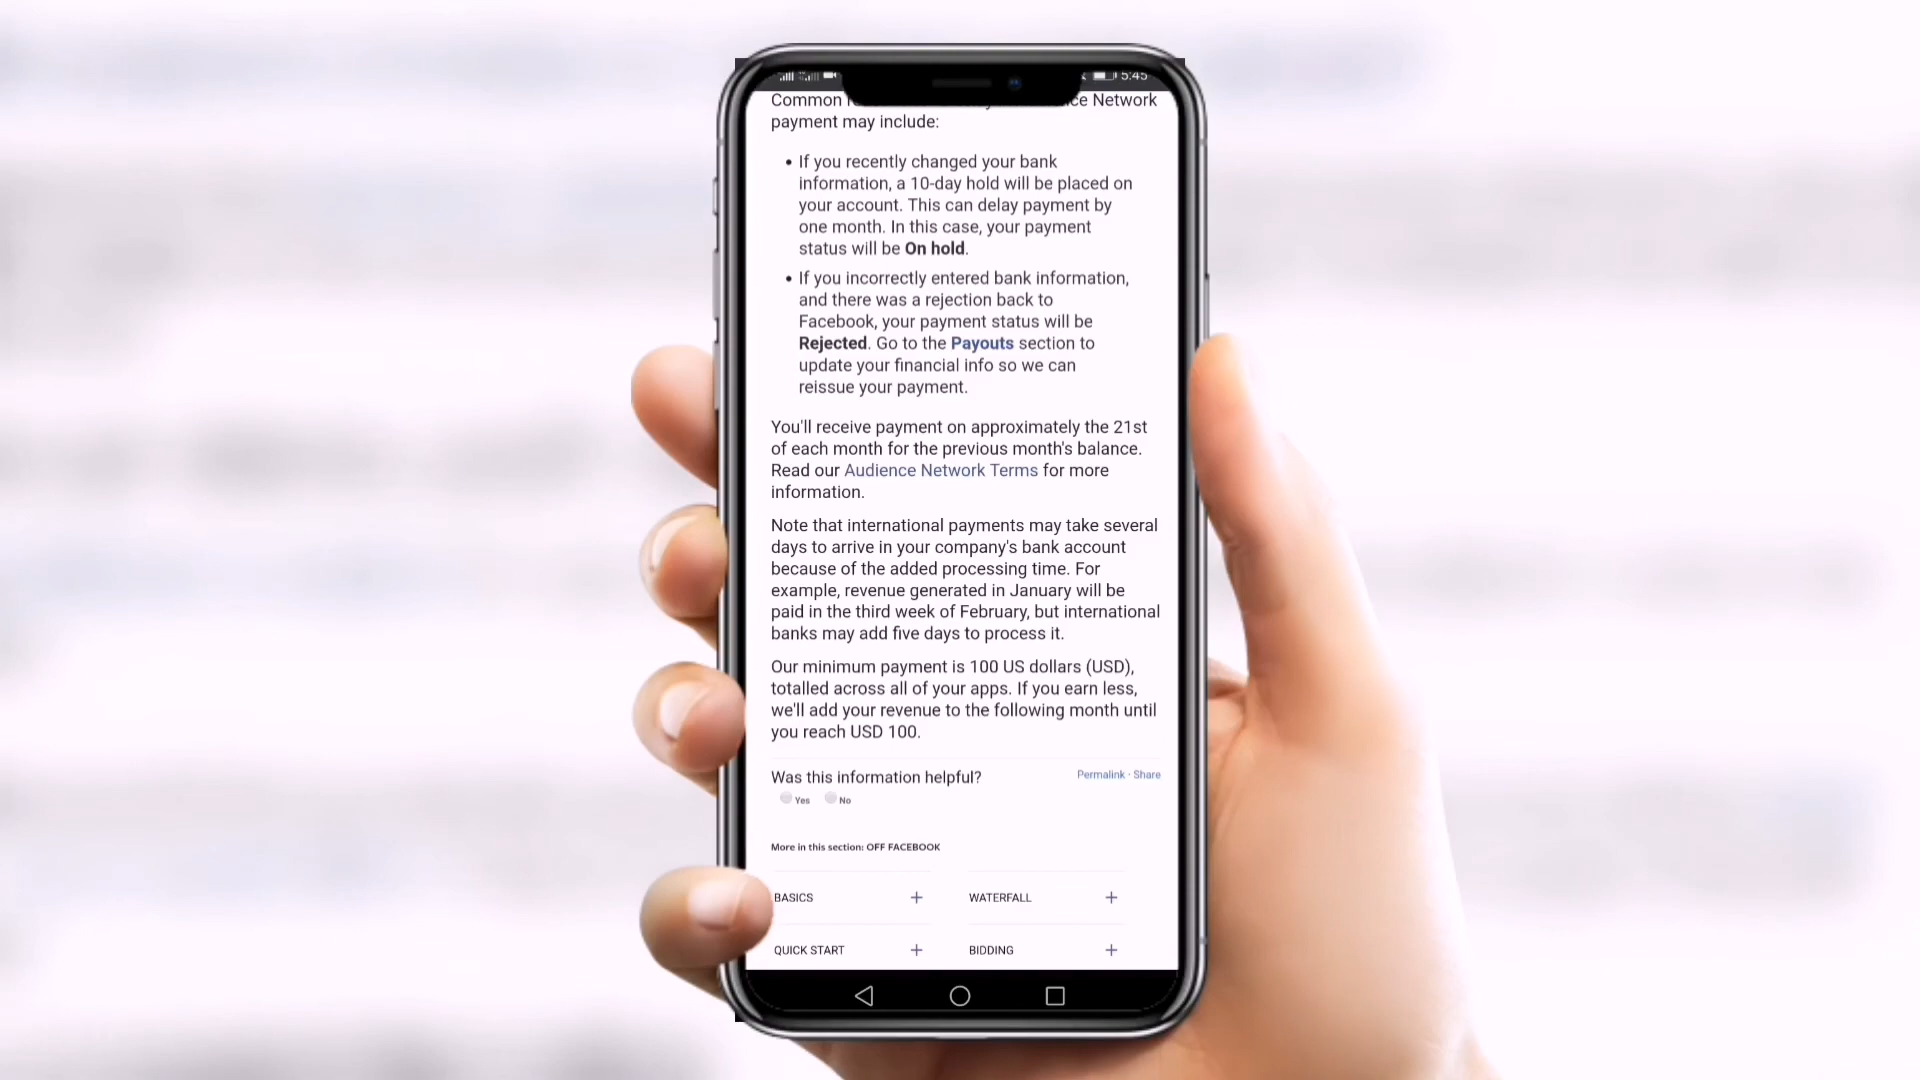 5:45
Common ce Network
payment may include:
• If you recently changed your bank
information, a 10-day hold will be placed on
your account. This can delay payment by
one month. In this case, your payment
status will be On hold.
• If you incorrectly entered bank information,
and there was a rejection back to
Facebook, your payment status will be
Rejected. Go to the Payouts section to
update your financial info so we can
reissue your payment.
You'll receive payment on approximately the 21st
of each month for the previous month's balance.
Read our Audience Network Terms for more
information.
Note that international payments may take several
days to arrive in your company's bank account
because of the added processing time. For
example, revenue generated in January will be
paid in the third week of February, but international
banks may add five days to process it.
Our minimum payment is 100 US dollars (USD),
totalled across all of your apps. If you earn less,
we'll add your revenue to the following month until
you reach USD 100.
Was this information helpful? Permalink · Share
Yes No
More in this section: OFF FACEBOOK
BASICS + WATERFALL +
QUICK START + BIDDING +